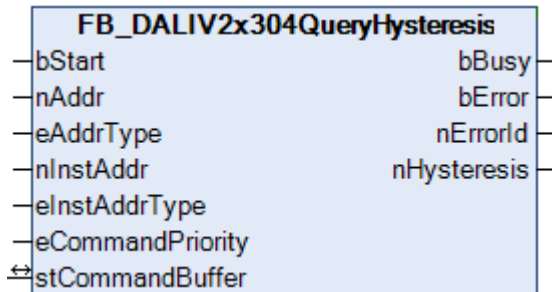 FB_DALIV2x304QueryHysteresis
bStart bBusy
nAddr bError
eAddrType nErrorId
nInstAddr nHysteresis
eInstAddrType
eCommandPriority
stCommandBuffer